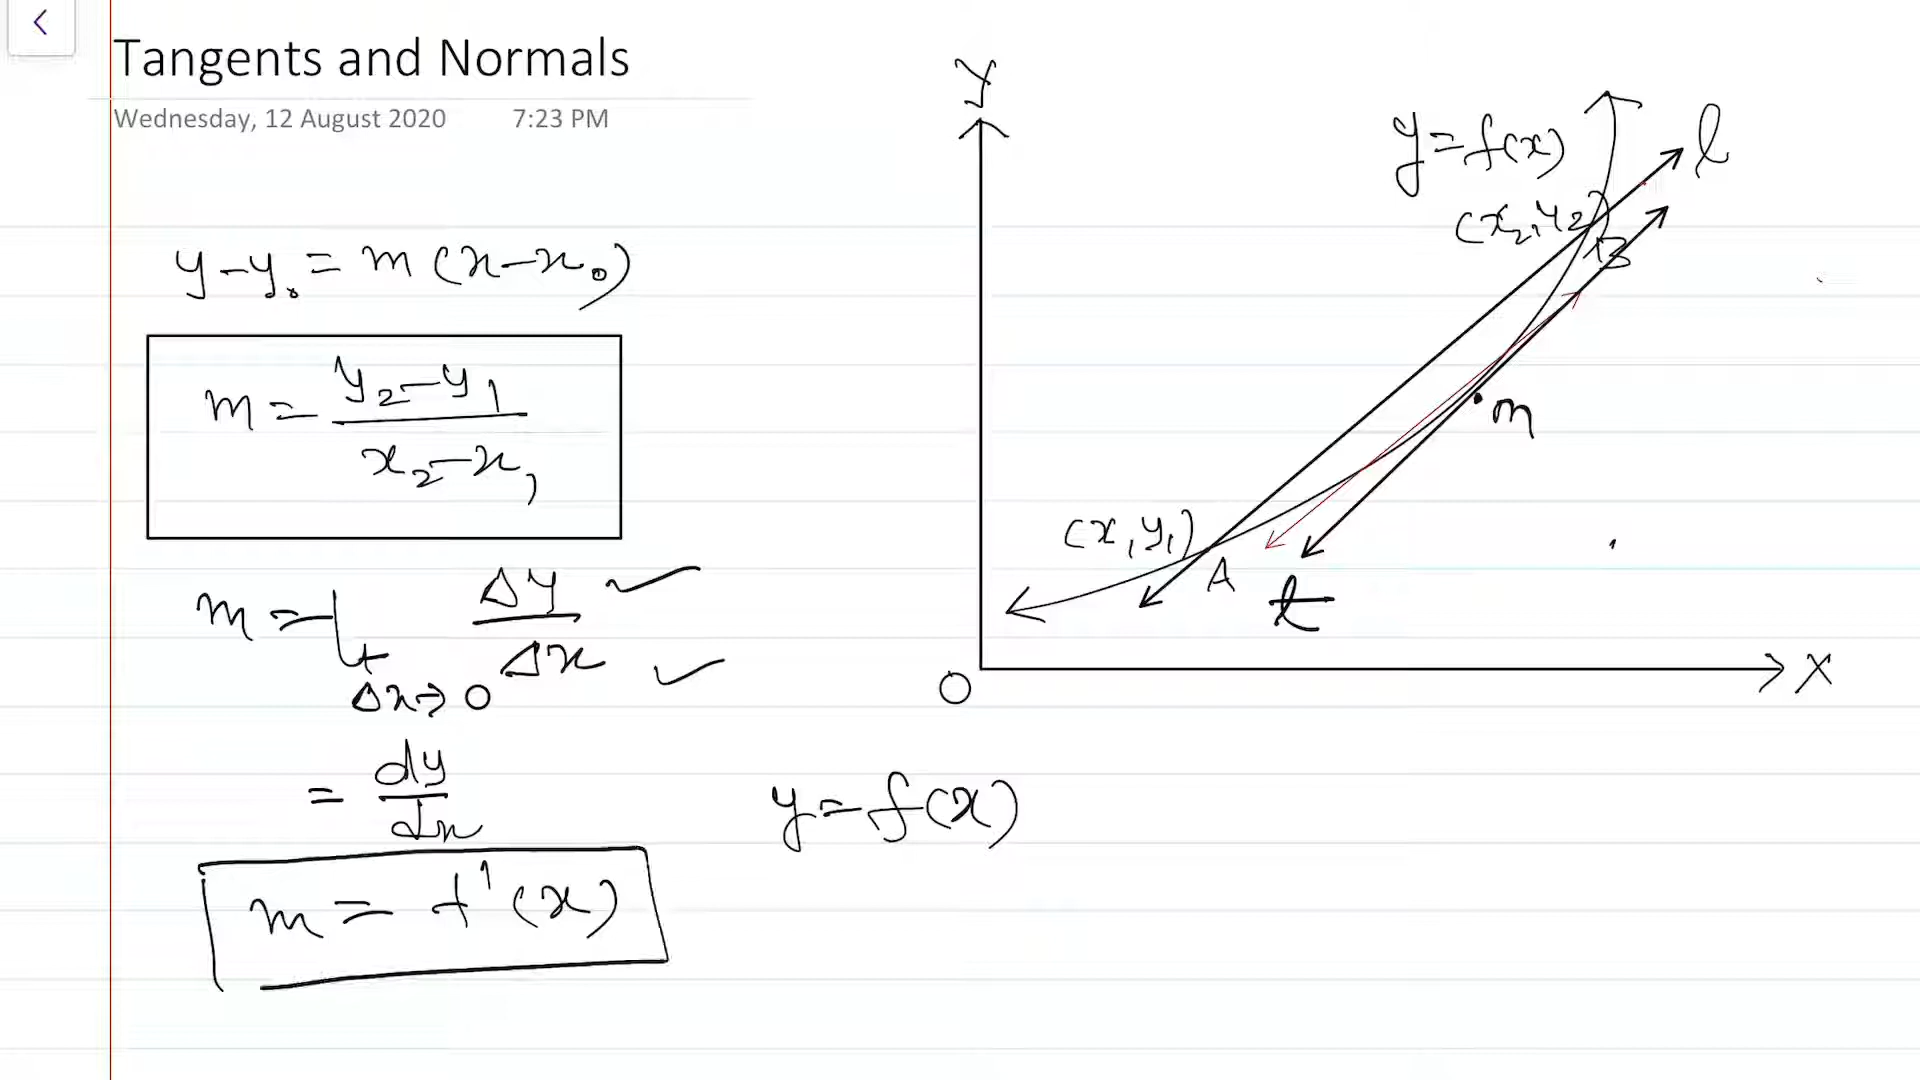 Tangents and Normals
Wednesday, 12 August 2020 7:23 PM
y-y₀ = m (x-x₀)
m = y₂-y₁ / x₂-x₁
m = Lt Δx→0 Δy / Δx
= dy / dx
m = f'(x)
y = f(x)
Y
y = f(x)
l
(x₂, y₂)
B
m
(x, y₁)
A
t
O
X